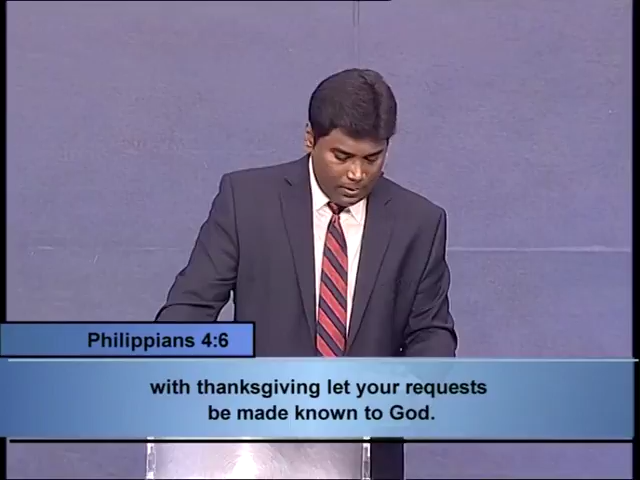 Philippians 4:6
with thanksgiving let your requests
be made known to God.